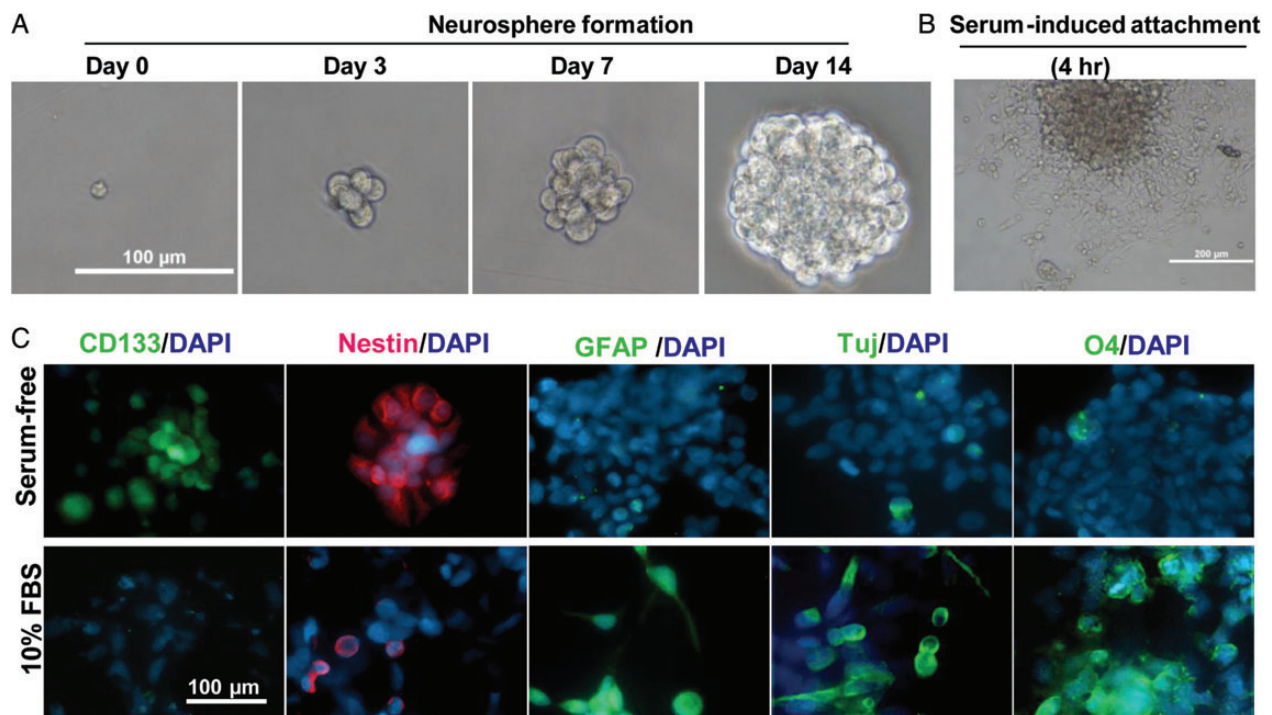 A
Neurosphere formation
Day 0
Day 3
Day 7
Day 14
100 µm
B
Serum-induced attachment
(4 hr)
200 µm
C
CD133/DAPI
Nestin/DAPI
GFAP /DAPI
Tuj/DAPI
O4/DAPI
Serum-free
10% FBS
100 µm